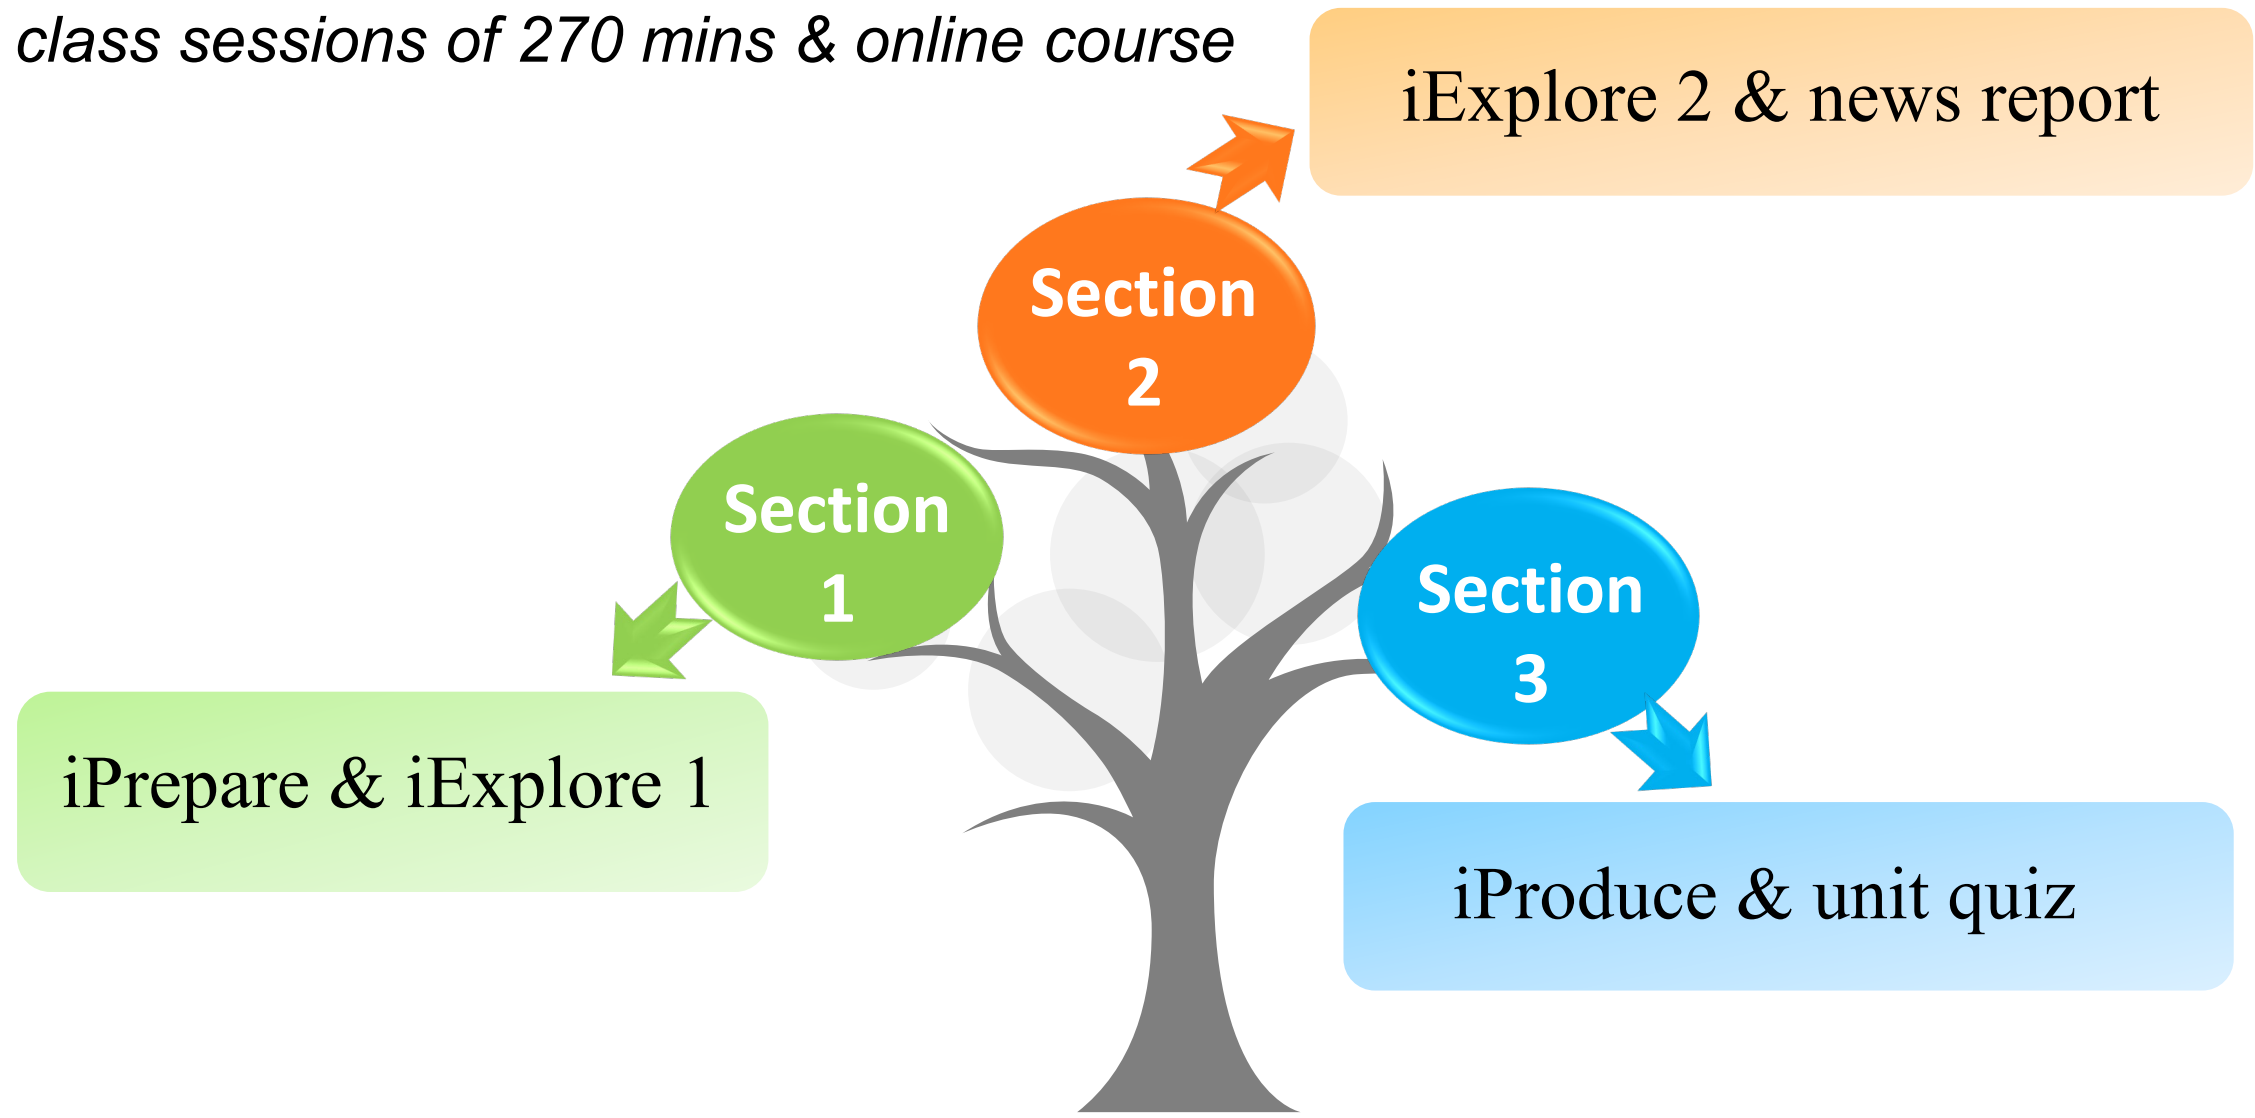 class sessions of 270 mins & online course
iExplore 2 & news report
Section
2
Section
1
Section
3
iPrepare & iExplore 1
iProduce & unit quiz